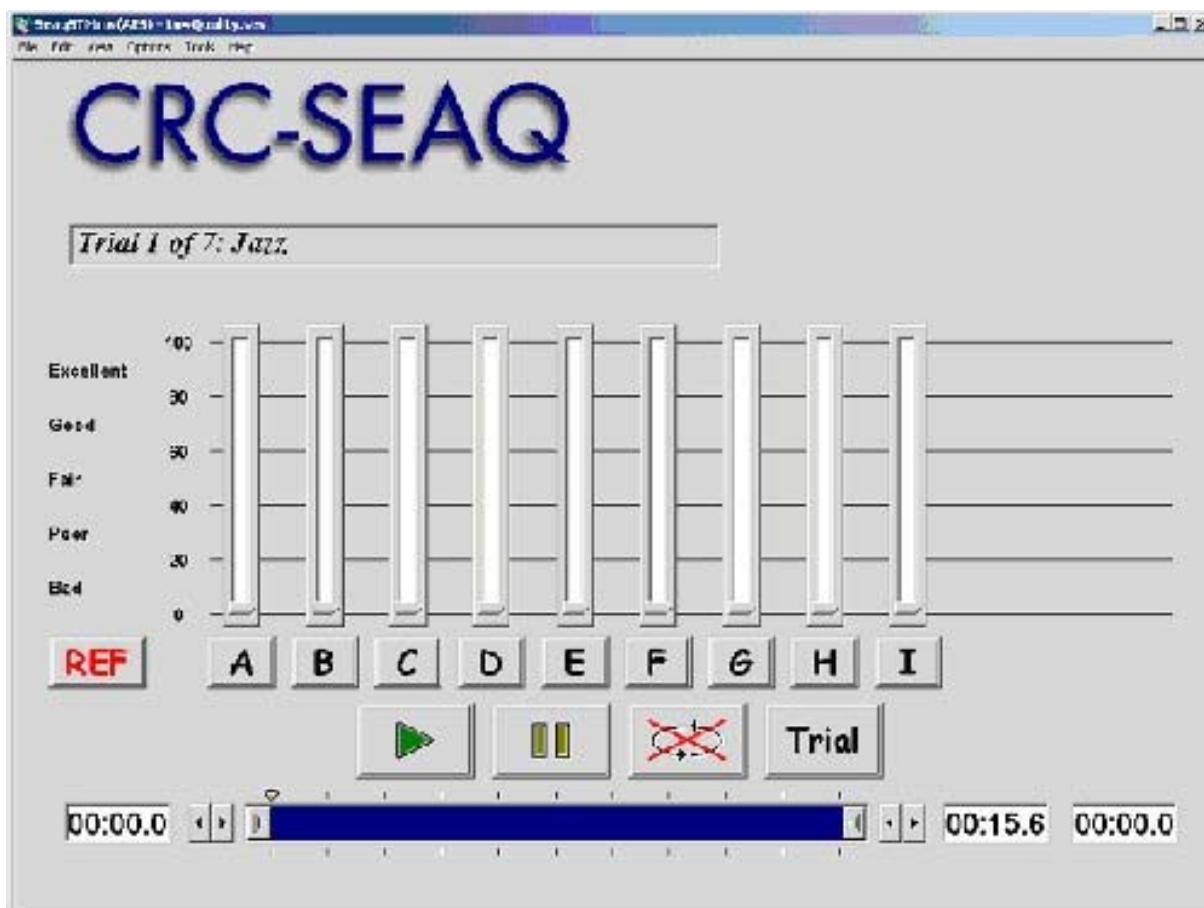 File Edit View Options Tools Help
CRC-SEAQ
Trial 1 of 7: Jazz
100
Excellent
80
Good
60
Fair
40
Poor
20
Bad
0
REF A B C D E F G H I
Trial
00:00.0 00:15.6 00:00.0